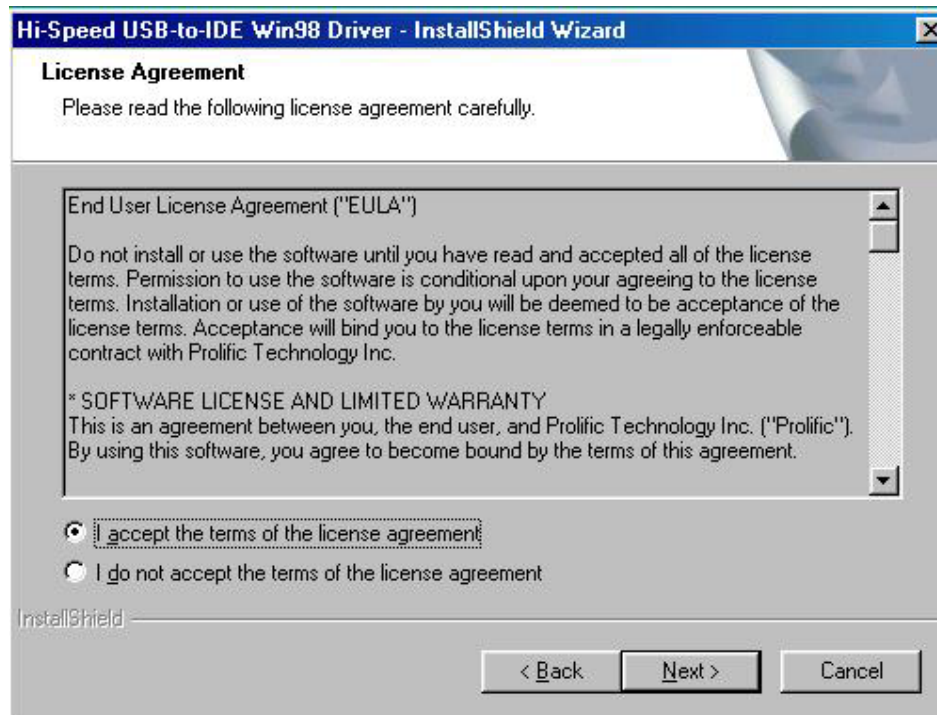 Hi-Speed USB-to-IDE Win98 Driver - InstallShield Wizard
License Agreement
Please read the following license agreement carefully.
End User License Agreement ("EULA")
Do not install or use the software until you have read and accepted all of the license
terms. Permission to use the software is conditional upon your agreeing to the license
terms. Installation or use of the software by you will be deemed to be acceptance of the
license terms. Acceptance will bind you to the license terms in a legally enforceable
contract with Prolific Technology Inc.
* SOFTWARE LICENSE AND LIMITED WARRANTY
This is an agreement between you, the end user, and Prolific Technology Inc. ("Prolific").
By using this software, you agree to become bound by the terms of this agreement.
I accept the terms of the license agreement
I do not accept the terms of the license agreement
InstallShield
< Back Next > Cancel